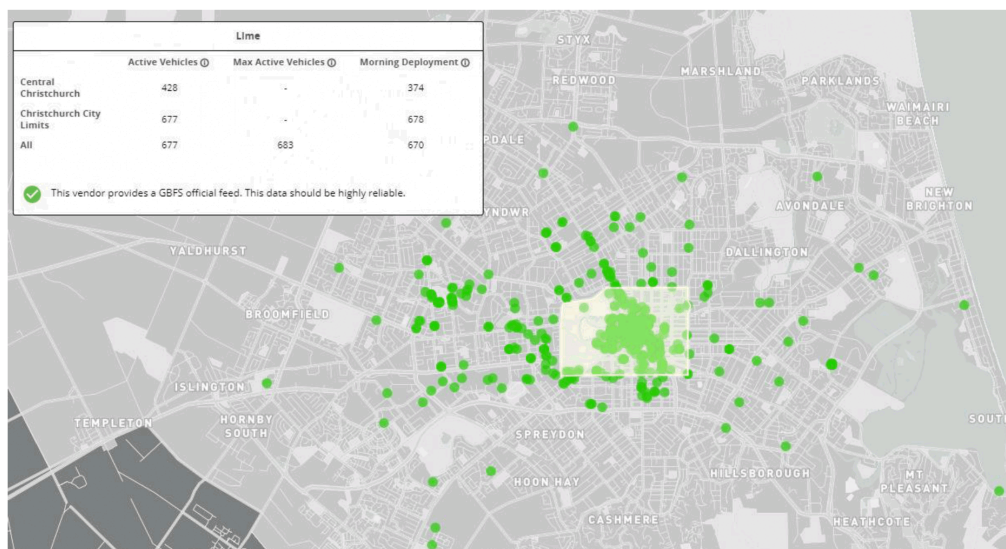 Lime
Active Vehicles Max Active Vehicles Morning Deployment
Central Christchurch 428 - 374
Christchurch City Limits 677 - 678
All 677 683 670
This vendor provides a GBFS official feed. This data should be highly reliable.
STYX
REDWOOD
MARSHLAND
PARKLANDS
WAIMAIRI
BEACH
PDALE
NEW
BRIGHTON
AVONDALE
YNDWR
YALDHURST
DALLINGTON
BROOMFIELD
ISLINGTON
TEMPLETON
HORNBY
SOUTH
SOUT
SPREYDON
HILLSBOROUGH
HOON HAY
MT
PLEASANT
CASHMERE
HEATHCOTE